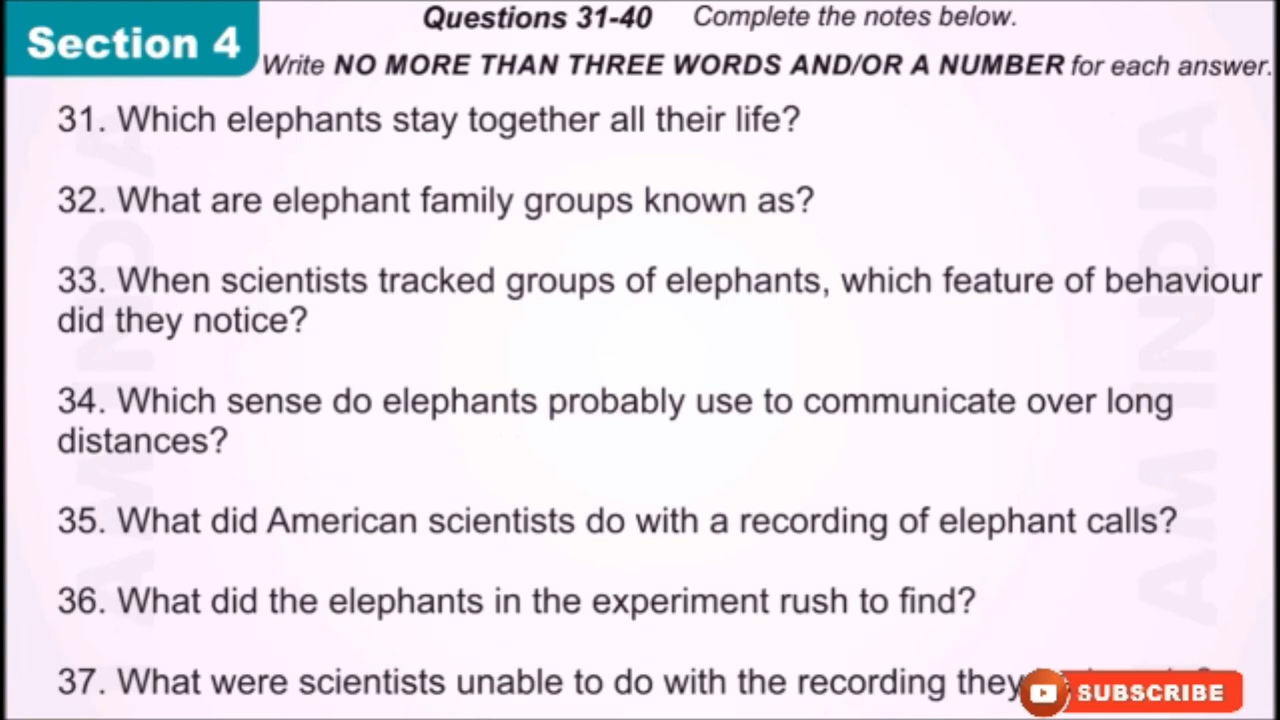 Section 4
Questions 31-40 Complete the notes below.
Write NO MORE THAN THREE WORDS AND/OR A NUMBER for each answer.
31. Which elephants stay together all their life?
32. What are elephant family groups known as?
33. When scientists tracked groups of elephants, which feature of behaviour
did they notice?
34. Which sense do elephants probably use to communicate over long
distances?
35. What did American scientists do with a recording of elephant calls?
36. What did the elephants in the experiment rush to find?
37. What were scientists unable to do with the recording they
SUBSCRIBE
AM INDIA
AM INDIA